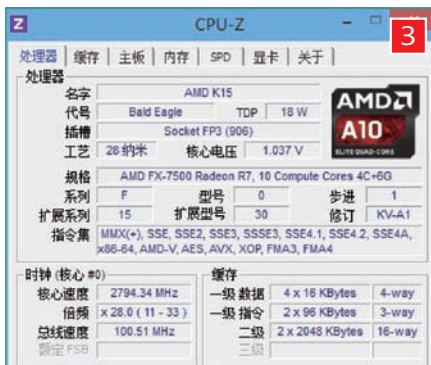 CPU-Z
3
处理器 缓存 主板 内存 SPD 显卡 关于
处理器
名字 AMD K15
代号 Bald Eagle TDP 18 W
插槽 Socket FP3 (906)
工艺 28 纳米 核心电压 1.037 V
AMD
A10
ELITE QUAD-CORE
规格 AMD FX-7500 Radeon R7, 10 Compute Cores 4C+6G
系列 F 型号 0 步进 1
扩展系列 15 扩展型号 30 修订 KV-A1
指令集 MMX(+), SSE, SSE2, SSE3, SSSE3, SSE4.1, SSE4.2, SSE4A,
x86-64, AMD-V, AES, AVX, XOP, FMA3, FMA4
时钟 (核心 #0) 缓存
核心速度 2794.34 MHz 一级 数据 4 x 16 KBytes 4-way
倍频 x 28.0 ( 11 - 33 ) 一级 指令 2 x 96 KBytes 3-way
总线速度 100.51 MHz 二级 2 x 2048 KBytes 16-way
额定 FSB 三级